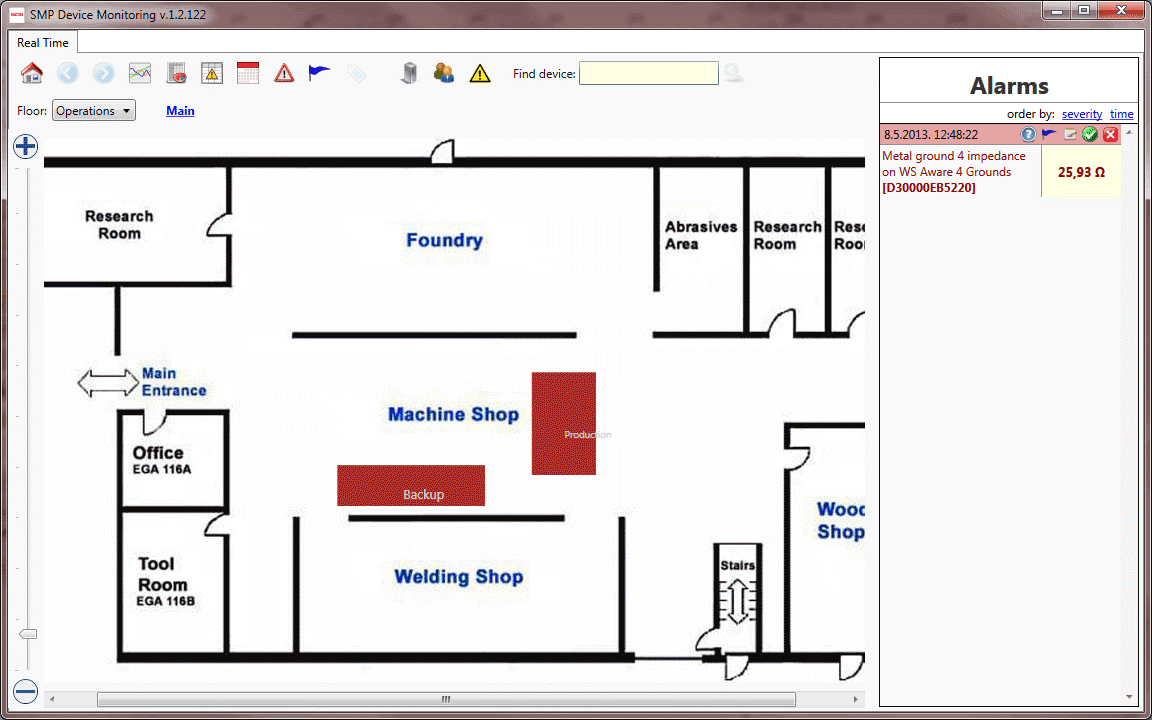 SMP Device Monitoring v.1.2.122
Real Time
Find device:
Floor: Operations Main
Alarms
order by: severity time
8.5.2013. 12:48:22
Metal ground 4 impedance
on WS Aware 4 Grounds
[D30000EB5220]
25,93 Ω
Research
Room
Foundry
Abrasives
Area
Research
Room
Rese
Roo
Main
Entrance
Machine Shop
Production
Office
EGA 116A
Backup
Wood
Shop
Tool
Room
EGA 116B
Welding Shop
Stairs